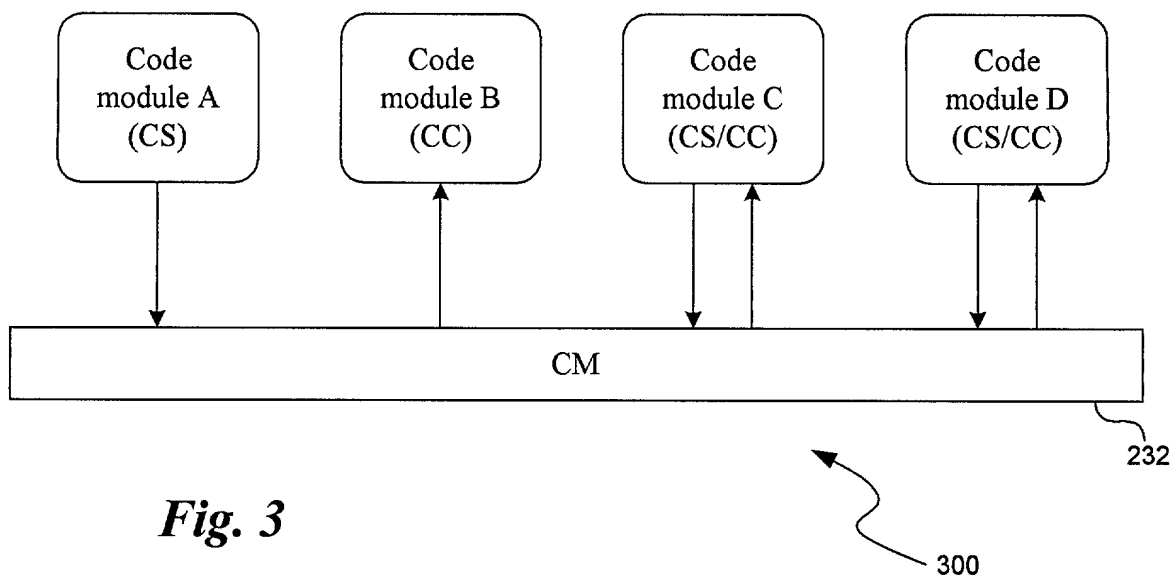 Code
module A
(CS)
Code
module B
(CC)
Code
module C
(CS/CC)
Code
module D
(CS/CC)
CM
232
Fig. 3
300